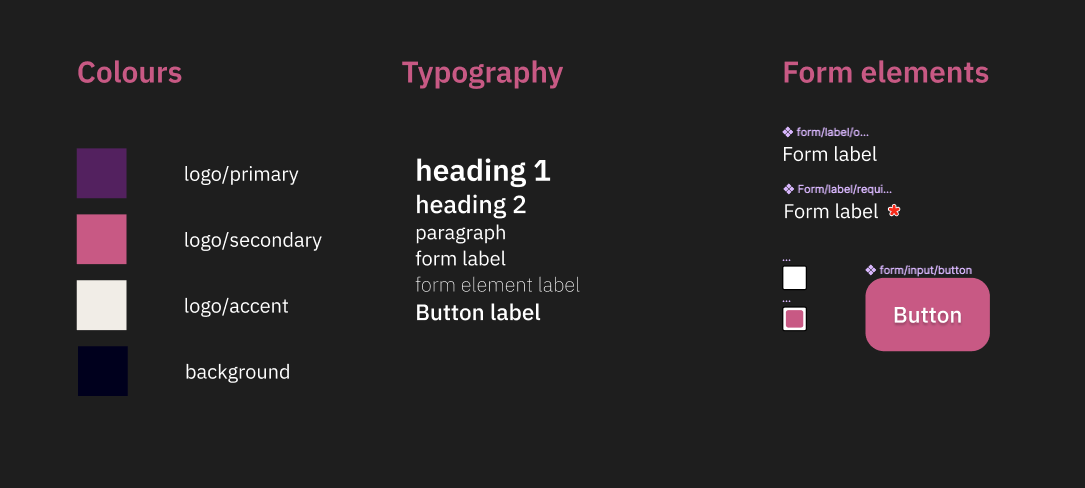 Colours
logo/primary
logo/secondary
logo/accent
background
Typography
heading 1
heading 2
paragraph
form label
form element label
Button label
Form elements
form/label/o...
Form label
Form/label/requi...
Form label *
...
...
form/input/button
Button